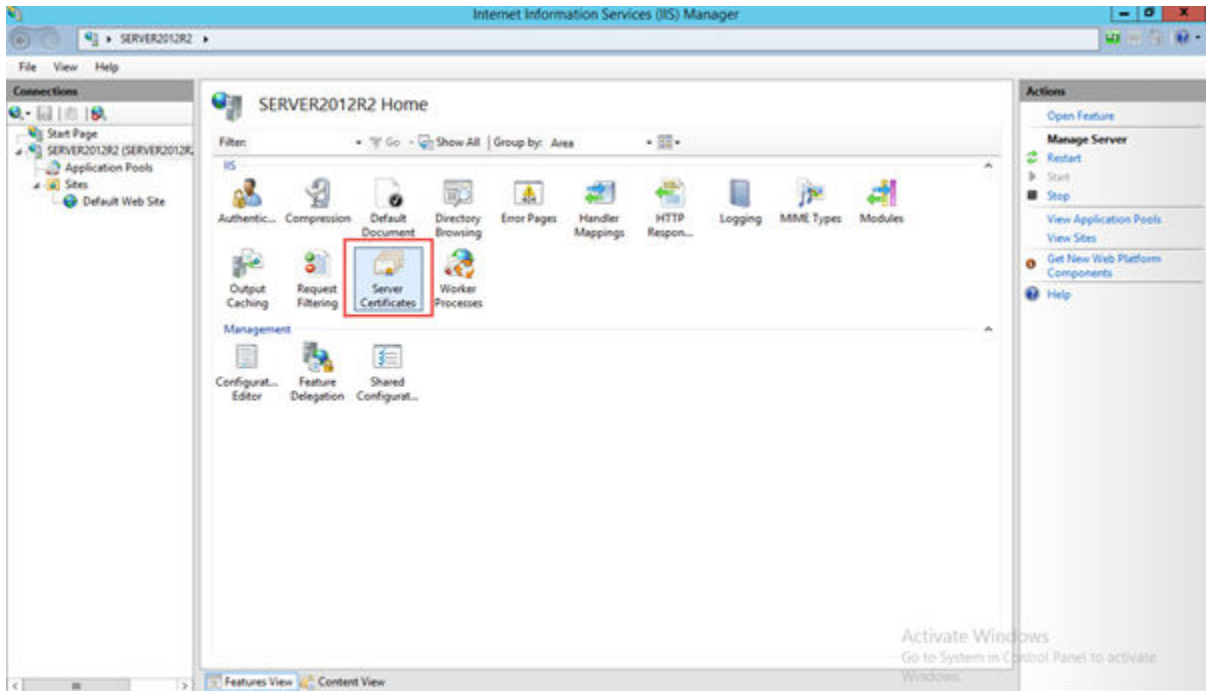 Internet Information Services (IIS) Manager
SERVER2012R2
File View Help
Connections
Start Page
SERVER2012R2 (SERVER2012R
Application Pools
Sites
Default Web Site
SERVER2012R2 Home
Filter: Go Show All Group by: Area
IIS
Authentic... Compression Default Document Directory Browsing Error Pages Handler Mappings HTTP Respon... Logging MIME Types Modules
Output Caching Request Filtering Server Certificates Worker Processes
Management
Configurat... Editor Feature Delegation Shared Configurat...
Features View Content View
Actions
Open Feature
Manage Server
Restart
Start
Stop
View Application Pools
View Sites
Get New Web Platform
Components
Help
Activate Windows
Go to System in Control Panel to activate
Windows.